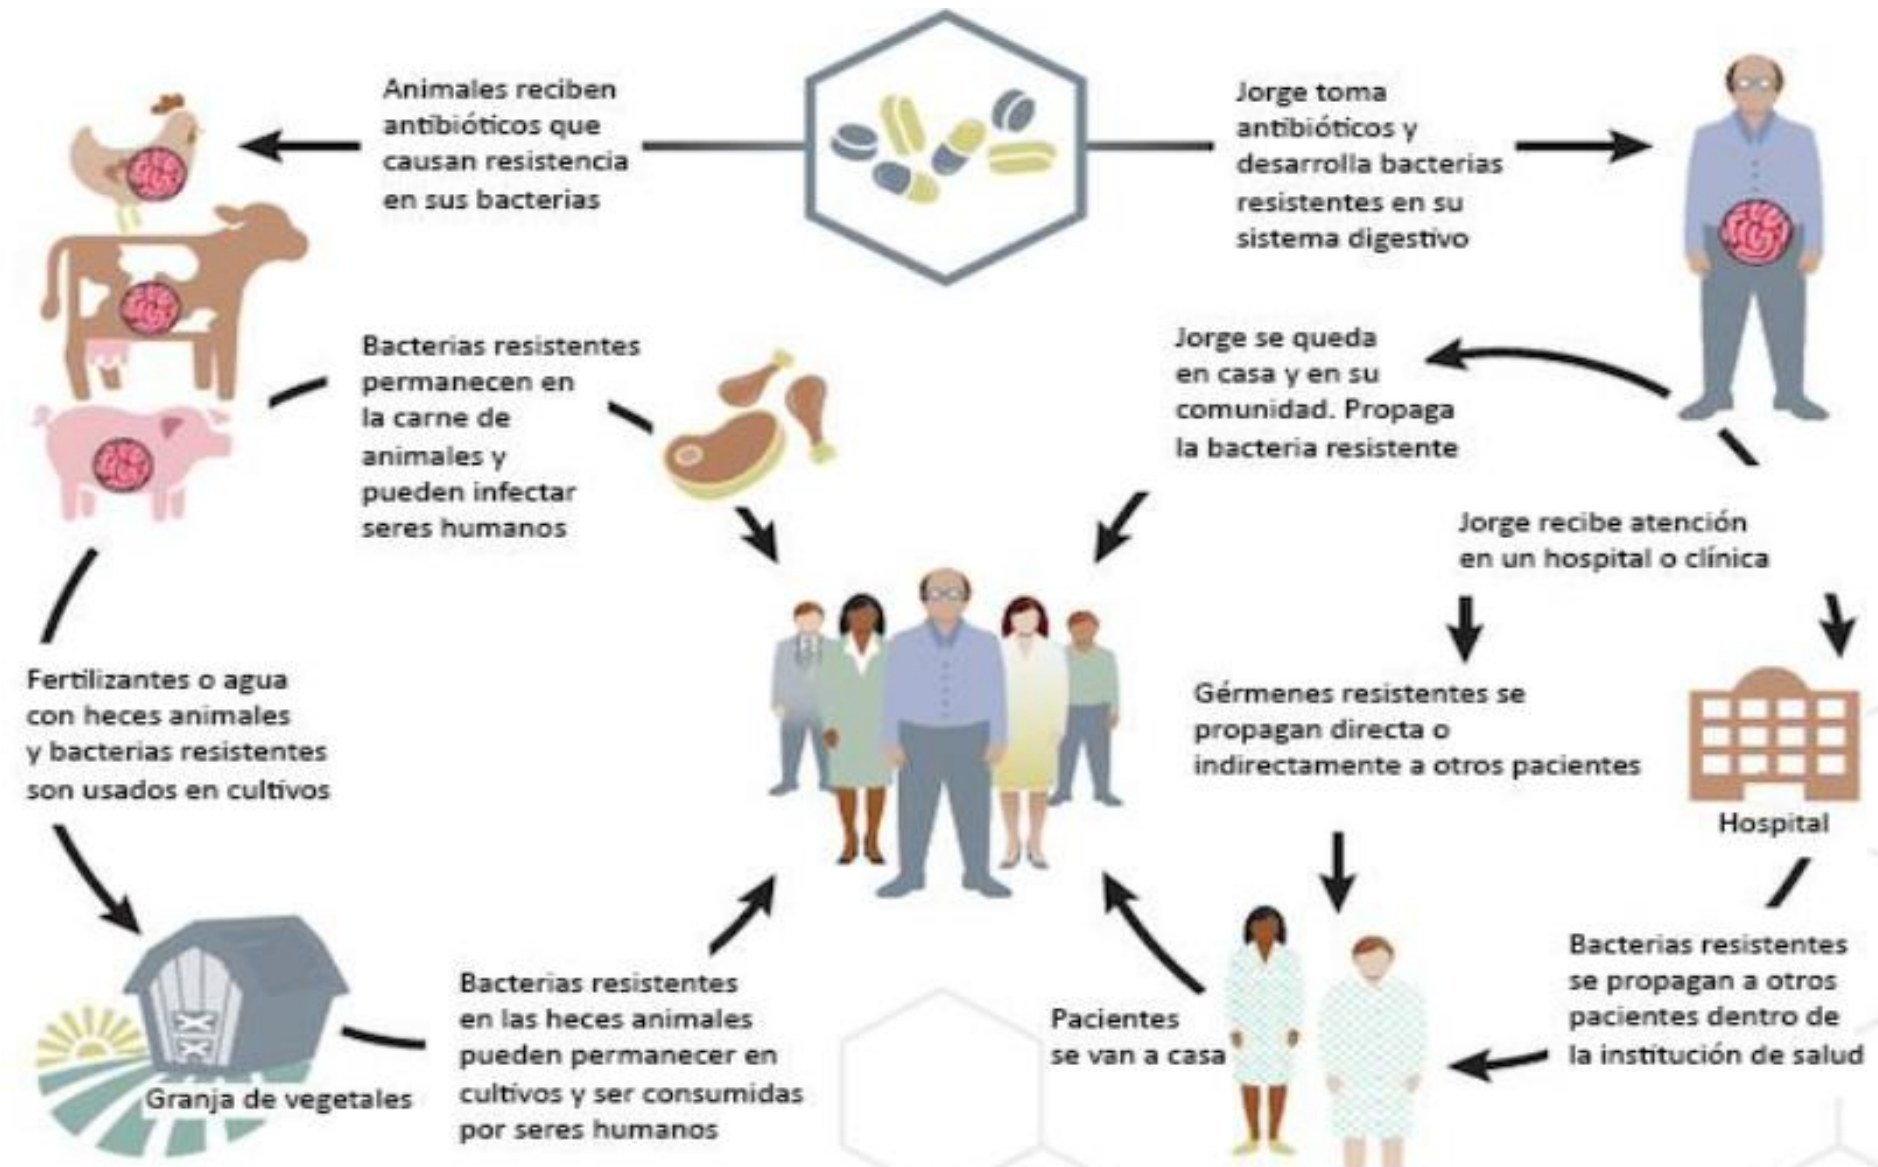 Animales reciben
antibióticos que
causan resistencia
en sus bacterias
Jorge toma
antibióticos y
desarrolla bacterias
resistentes en su
sistema digestivo
Bacterias resistentes
permanecen en
la carne de
animales y
pueden infectar
seres humanos
Jorge se queda
en casa y en su
comunidad. Propaga
la bacteria resistente
Jorge recibe atención
en un hospital o clínica
Fertilizantes o agua
con heces animales
y bacterias resistentes
son usados en cultivos
Gérmenes resistentes se
propagan directa o
indirectamente a otros pacientes
Hospital
Granja de vegetales
Bacterias resistentes
en las heces animales
pueden permanecer en
cultivos y ser consumidas
por seres humanos
Pacientes
se van a casa
Bacterias resistentes
se propagan a otros
pacientes dentro de
la institución de salud